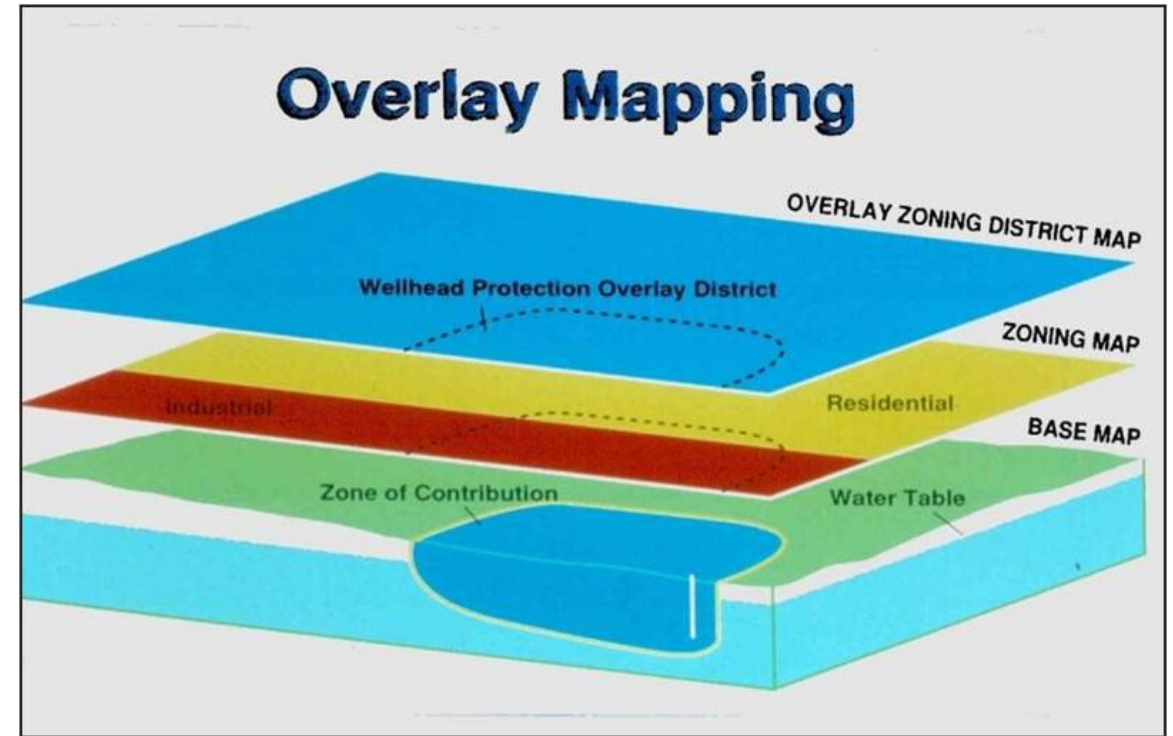 Overlay Mapping
OVERLAY ZONING DISTRICT MAP
Wellhead Protection Overlay District
ZONING MAP
Industrial
Residential
BASE MAP
Zone of Contribution
Water Table